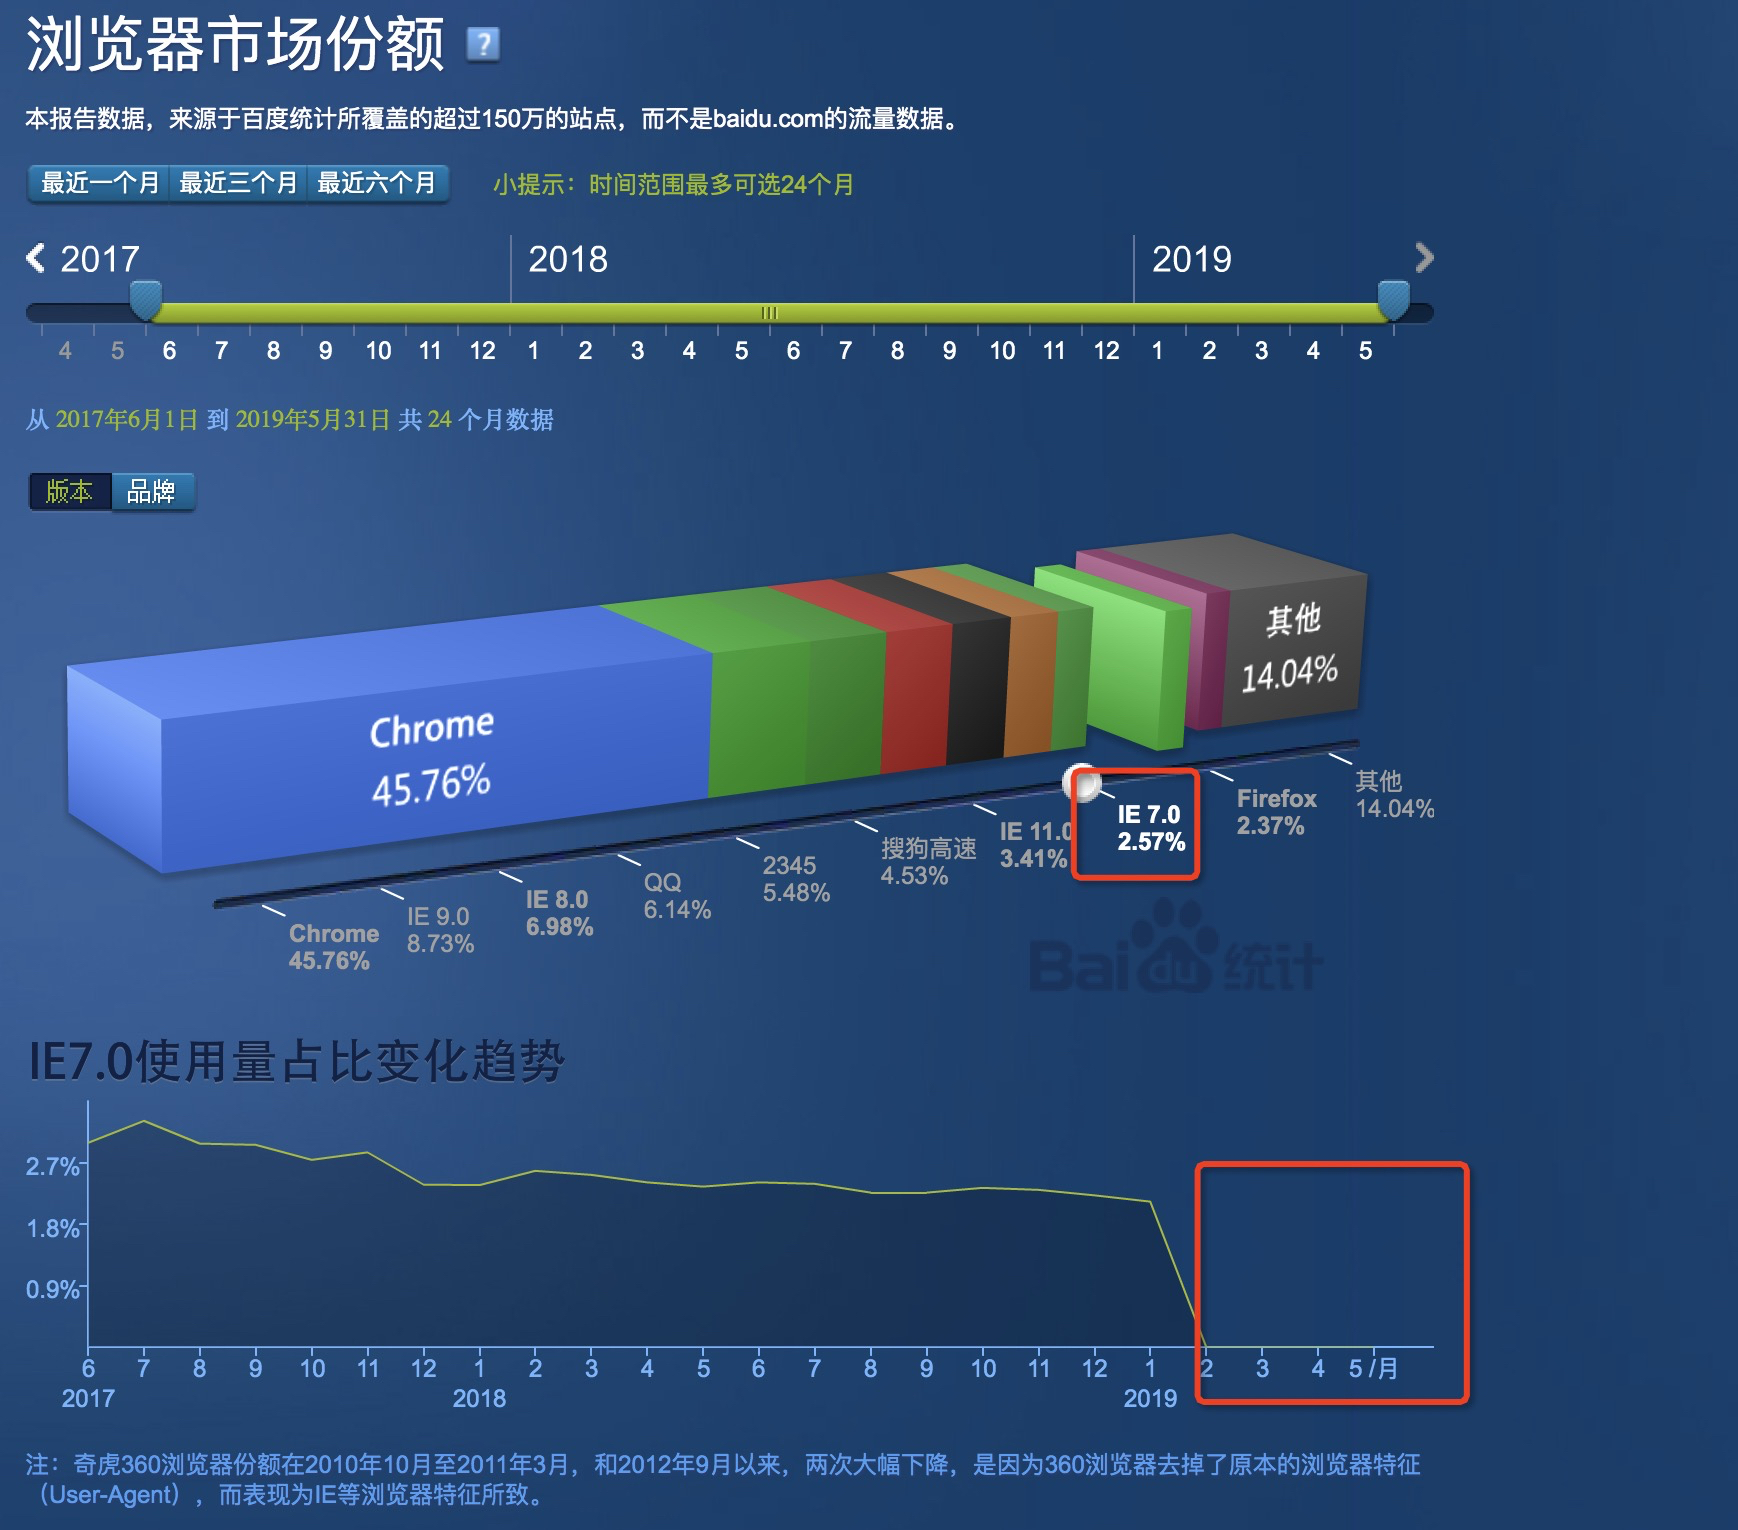 浏览器市场份额 ?
本报告数据，来源于百度统计所覆盖的超过150万的站点，而不是baidu.com的流量数据。
最近一个月 最近三个月 最近六个月 小提示：时间范围最多可选24个月
2017 2018 2019
4 5 6 7 8 9 10 11 12 1 2 3 4 5 6 7 8 9 10 11 12 1 2 3 4 5
从 2017年6月1日 到 2019年5月31日 共 24 个月数据
版本 品牌
其他
14.04%
Chrome
45.76%
Chrome
45.76%
IE 9.0
8.73%
IE 8.0
6.98%
QQ
6.14%
2345
5.48%
搜狗高速
4.53%
IE 11.0
3.41%
IE 7.0
2.57%
Firefox
2.37%
其他
14.04%
Baidu统计
IE7.0使用量占比变化趋势
2.7%
1.8%
0.9%
6 7 8 9 10 11 12 1 2 3 4 5 6 7 8 9 10 11 12 1 2 3 4 5 /月
2017 2018 2019
注：奇虎360浏览器份额在2010年10月至2011年3月，和2012年9月以来，两次大幅下降，是因为360浏览器去掉了原本的浏览器特征
（User-Agent），而表现为IE等浏览器特征所致。